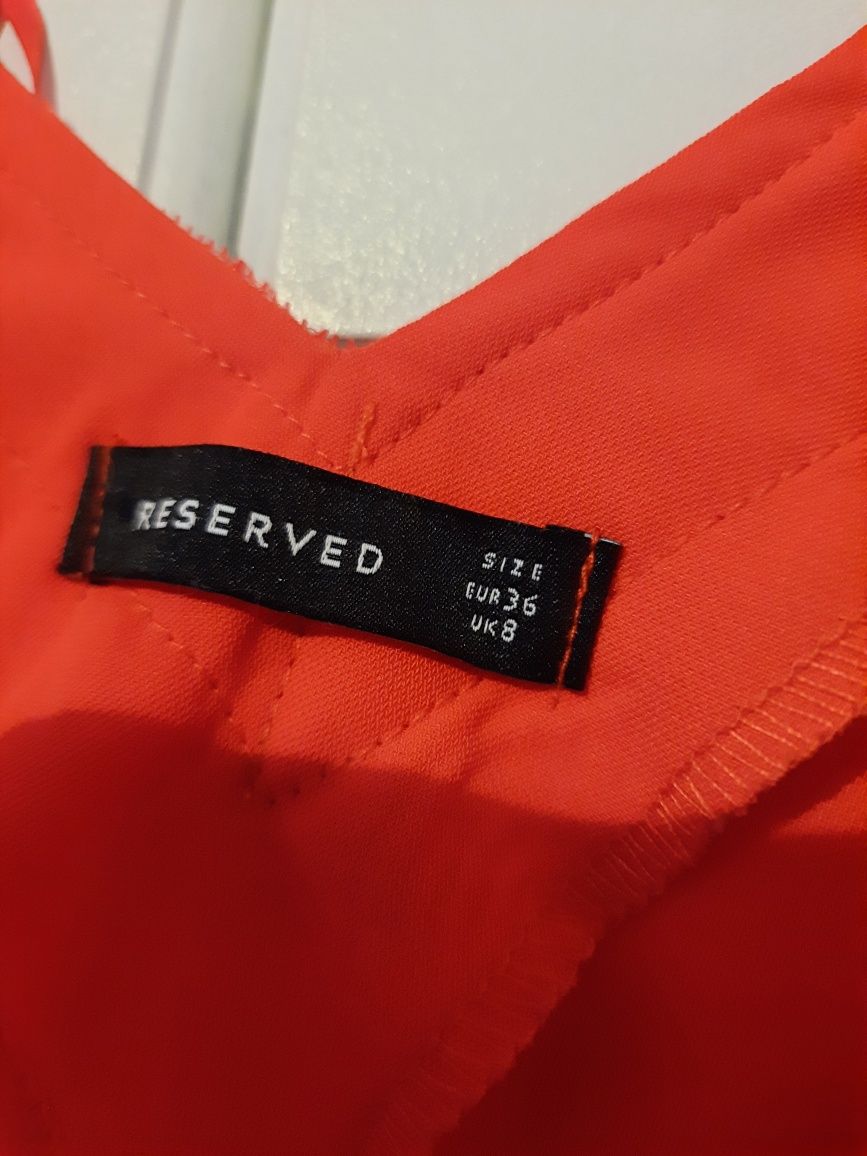 RESERVED
SIZE
EUR 36
UK 8